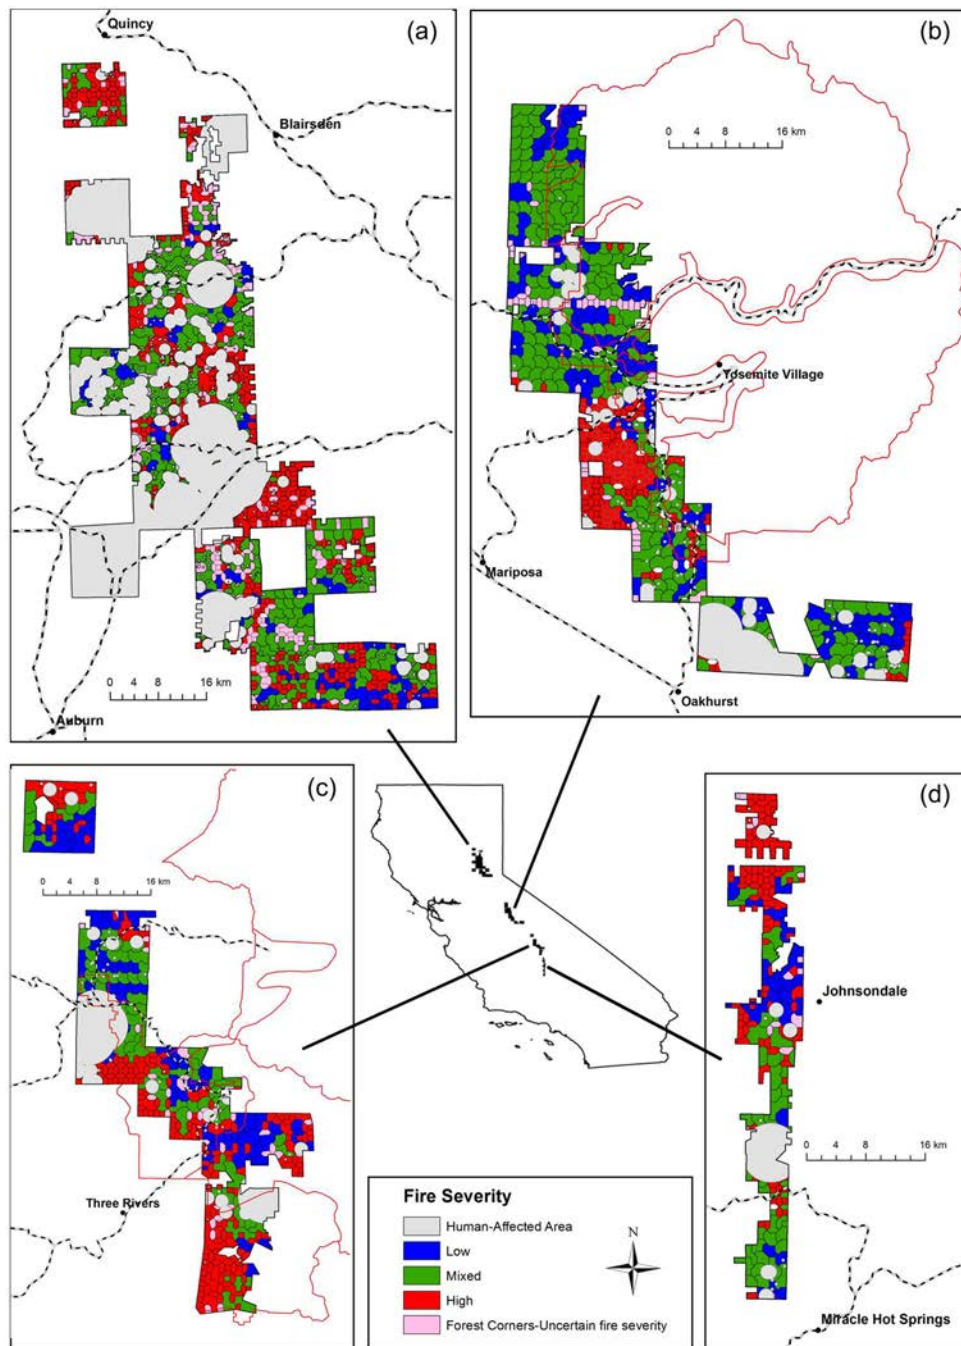 (a)
Quincy
Blairsden
0 4 8 16 km
Auburn
(b)
0 4 8 16 km
Yosemite Village
Mariposa
Oakhurst
(c)
0 4 8 16 km
Three Rivers
(d)
Johnsondale
0 4 8 16 km
Miracle Hot Springs
Fire Severity
Human-Affected Area
Low
Mixed
High
Forest Corners-Uncertain fire severity
N